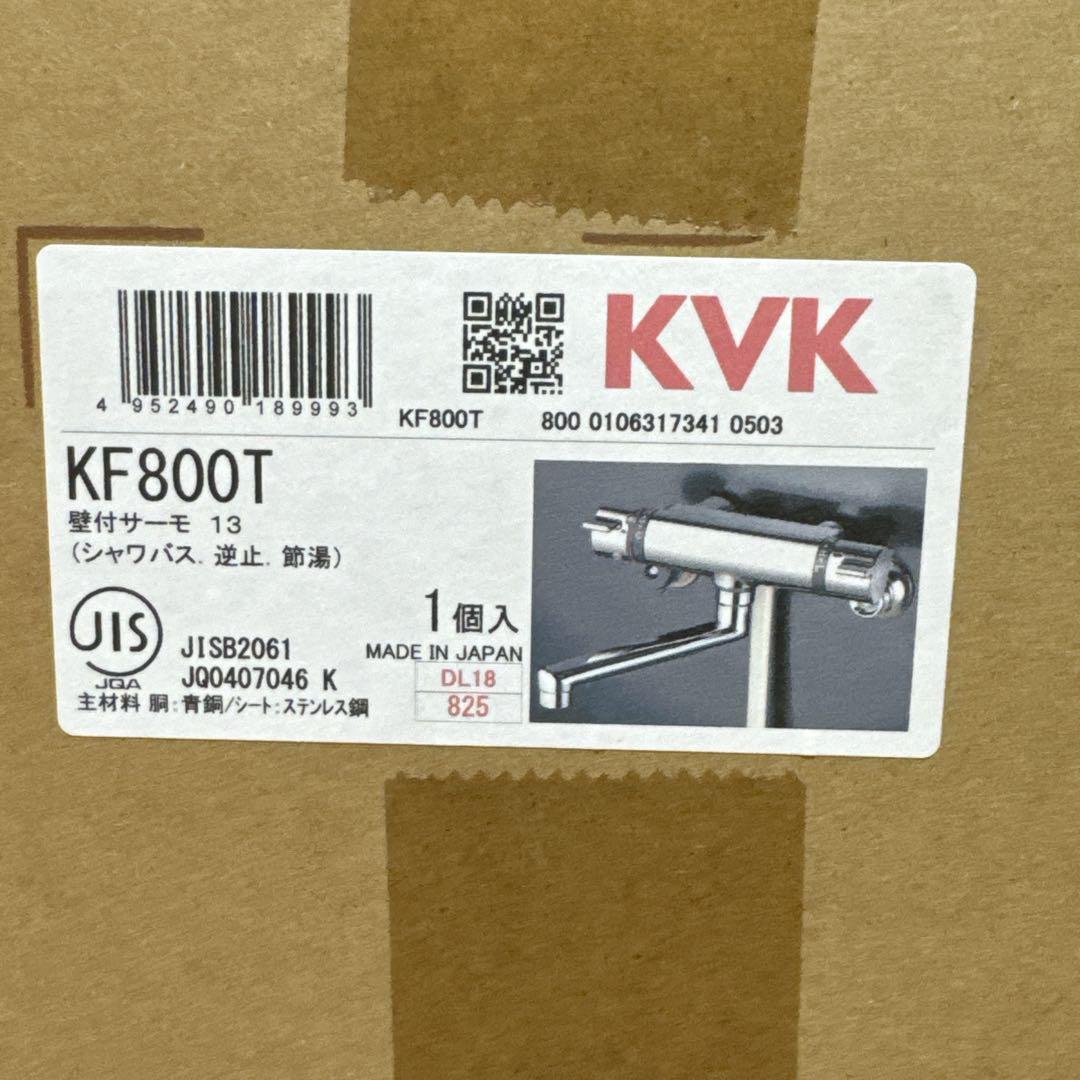 KVK
4 952490 189993
KF800T 800 0106317341 0503
KF800T
壁付サーモ 13
(シャワバス.逆止.節湯)
1個入
JIS
JQA
JISB2061
JQ0407046 K
MADE IN JAPAN
DL18
825
主材料 胴:青銅/シート:ステンレス鋼